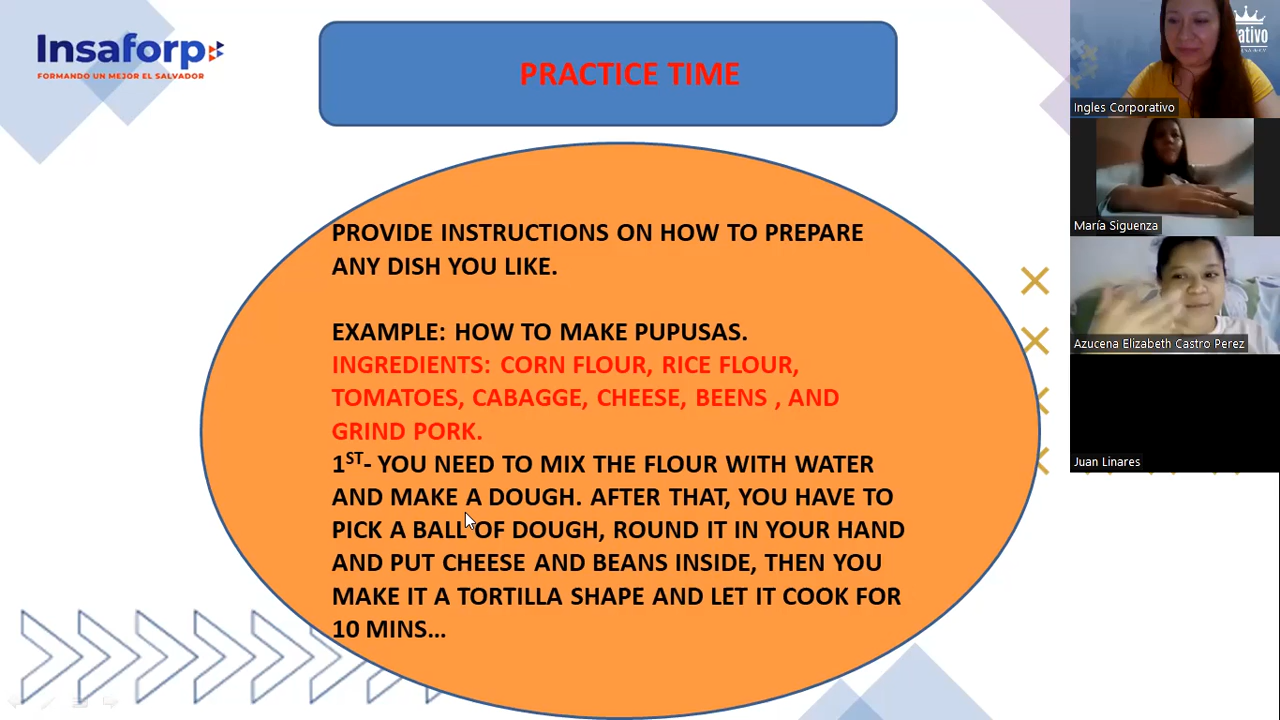 Insaforp
FORMANDO UN MEJOR EL SALVADOR
PRACTICE TIME
PROVIDE INSTRUCTIONS ON HOW TO PREPARE
ANY DISH YOU LIKE.
EXAMPLE: HOW TO MAKE PUPUSAS.
INGREDIENTS: CORN FLOUR, RICE FLOUR,
TOMATOES, CABAGGE, CHEESE, BEENS , AND
GRIND PORK.
1ST- YOU NEED TO MIX THE FLOUR WITH WATER
AND MAKE A DOUGH. AFTER THAT, YOU HAVE TO
PICK A BALL OF DOUGH, ROUND IT IN YOUR HAND
AND PUT CHEESE AND BEANS INSIDE, THEN YOU
MAKE IT A TORTILLA SHAPE AND LET IT COOK FOR
10 MINS...
Ingles Corporativo
María Siguenza
Azucena Elizabeth Castro Perez
Juan Linares